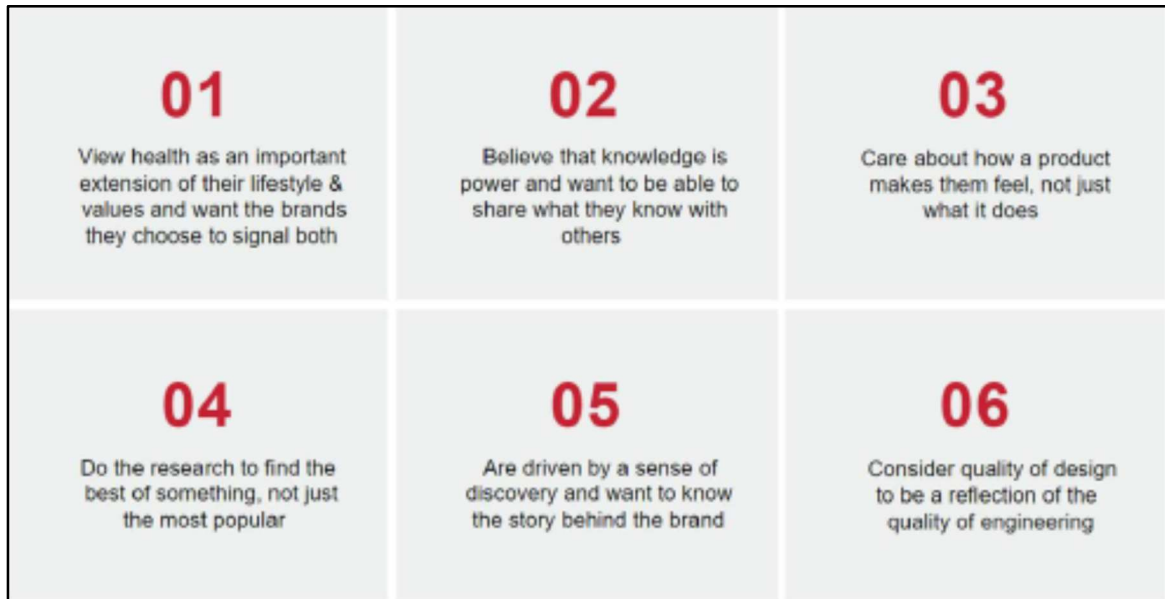 01
View health as an important
extension of their lifestyle &
values and want the brands
they choose to signal both
02
Believe that knowledge is
power and want to be able to
share what they know with
others
03
Care about how a product
makes them feel, not just
what it does
04
Do the research to find the
best of something, not just
the most popular
05
Are driven by a sense of
discovery and want to know
the story behind the brand
06
Consider quality of design
to be a reflection of the
quality of engineering